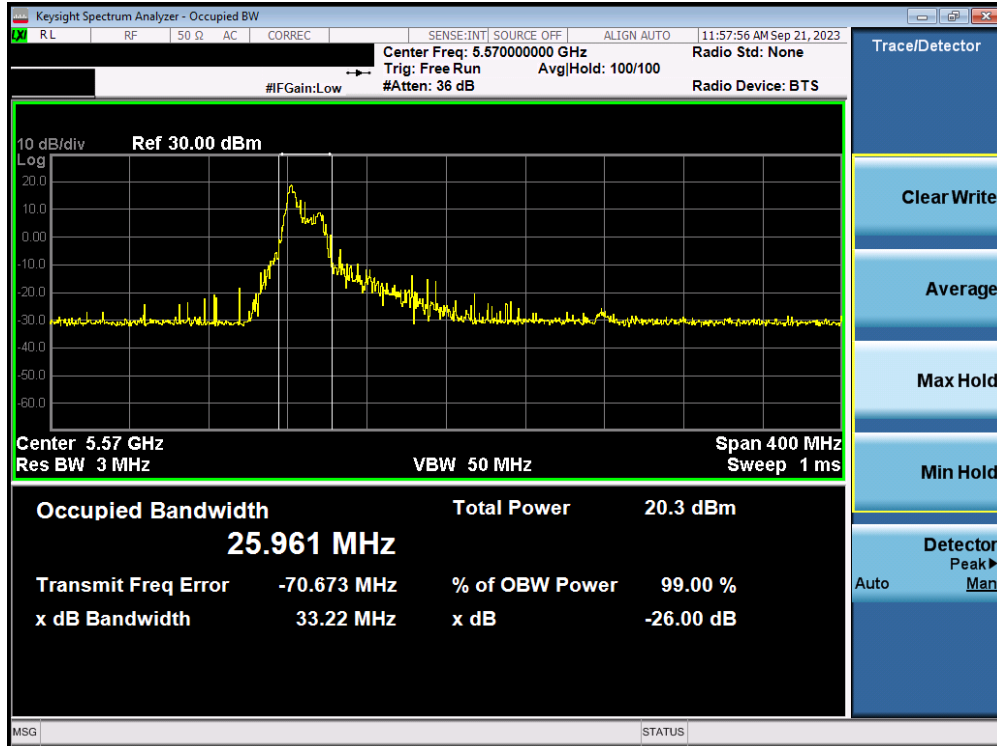 Keysight Spectrum Analyzer - Occupied BW
LXI RL RF 50 Ω AC CORREC SENSE:INT SOURCE OFF ALIGN AUTO 11:57:56 AM Sep 21, 2023
Center Freq: 5.570000000 GHz Radio Std: None
Trig: Free Run Avg|Hold: 100/100
#IFGain:Low #Atten: 36 dB Radio Device: BTS
Trace/Detector
10 dB/div Ref 30.00 dBm
Log
20.0
10.0
0.00
-10.0
-20.0
-30.0
-40.0
-50.0
-60.0
Center 5.57 GHz Span 400 MHz
Res BW 3 MHz VBW 50 MHz Sweep 1 ms
Occupied Bandwidth Total Power 20.3 dBm
25.961 MHz
Transmit Freq Error -70.673 MHz % of OBW Power 99.00 %
x dB Bandwidth 33.22 MHz x dB -26.00 dB
Clear Write
Average
Max Hold
Min Hold
Detector
Peak▶
Auto Man
MSG STATUS